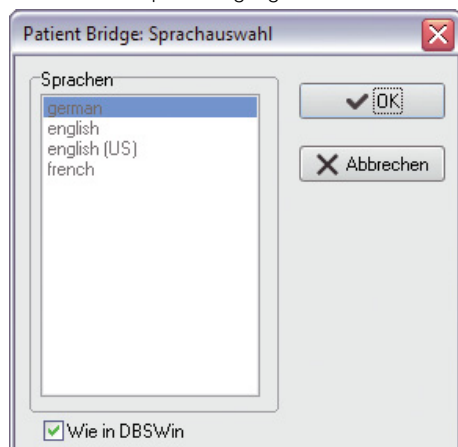 Patient Bridge: Sprachauswahl
Sprachen
german
english
english (US)
french
OK
Abbrechen
Wie in DBSWin